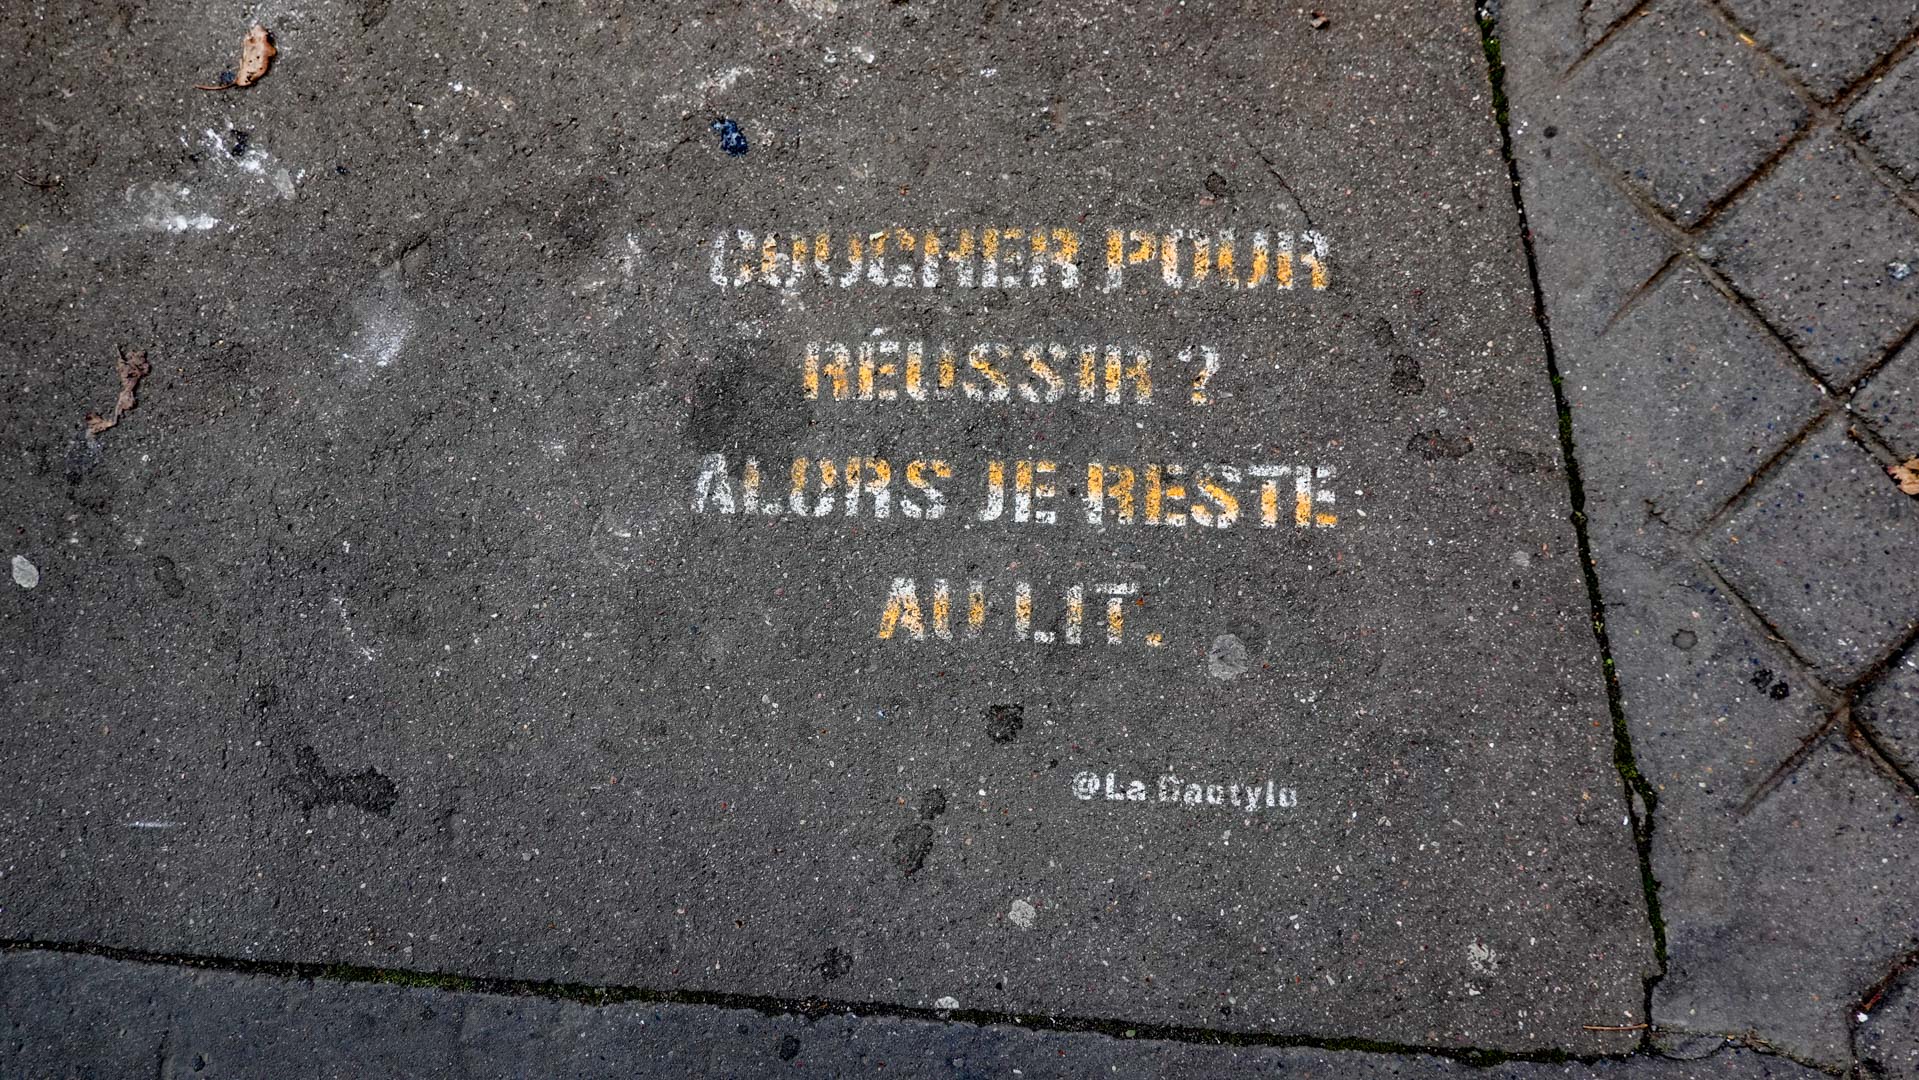 COUCHER POUR
RÉUSSIR ?
ALORS JE RESTE
AU LIT.
@La Dactylo